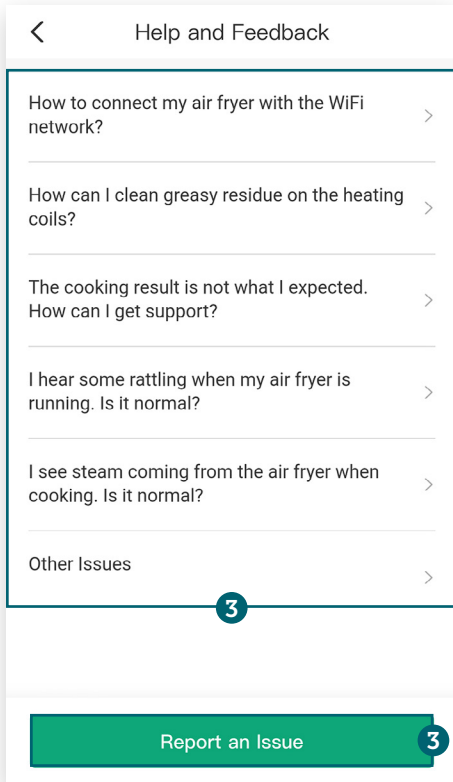 Help and Feedback
How to connect my air fryer with the WiFi
network?
How can I clean greasy residue on the heating
coils?
The cooking result is not what I expected.
How can I get support?
I hear some rattling when my air fryer is
running. Is it normal?
I see steam coming from the air fryer when
cooking. Is it normal?
Other Issues
3
Report an Issue
3